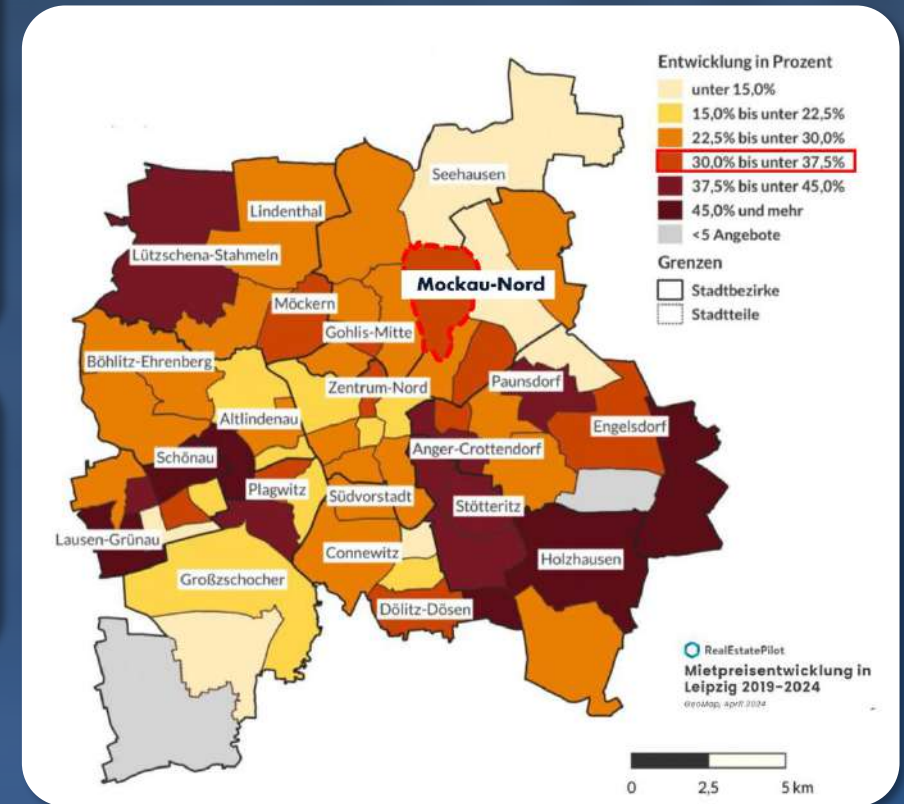 Entwicklung in Prozent
unter 15,0%
15,0% bis unter 22,5%
22,5% bis unter 30,0%
30,0% bis unter 37,5%
37,5% bis unter 45,0%
45,0% und mehr
<5 Angebote
Grenzen
Stadtbezirke
Stadtteile
Seehausen
Lindenthal
Lützschena-Stahmeln
Mockau-Nord
Möckern
Gohlis-Mitte
Böhlitz-Ehrenberg
Zentrum-Nord
Paunsdorf
Altlindenau
Engelsdorf
Anger-Crottendorf
Schönau
Plagwitz
Südvorstadt
Stötteritz
Lausen-Grünau
Connewitz
Holzhausen
Großzschocher
Dölitz-Dösen
RealEstatePilot
Mietpreisentwicklung in
Leipzig 2019-2024
GeoMap, April 2024
0 2,5 5 km